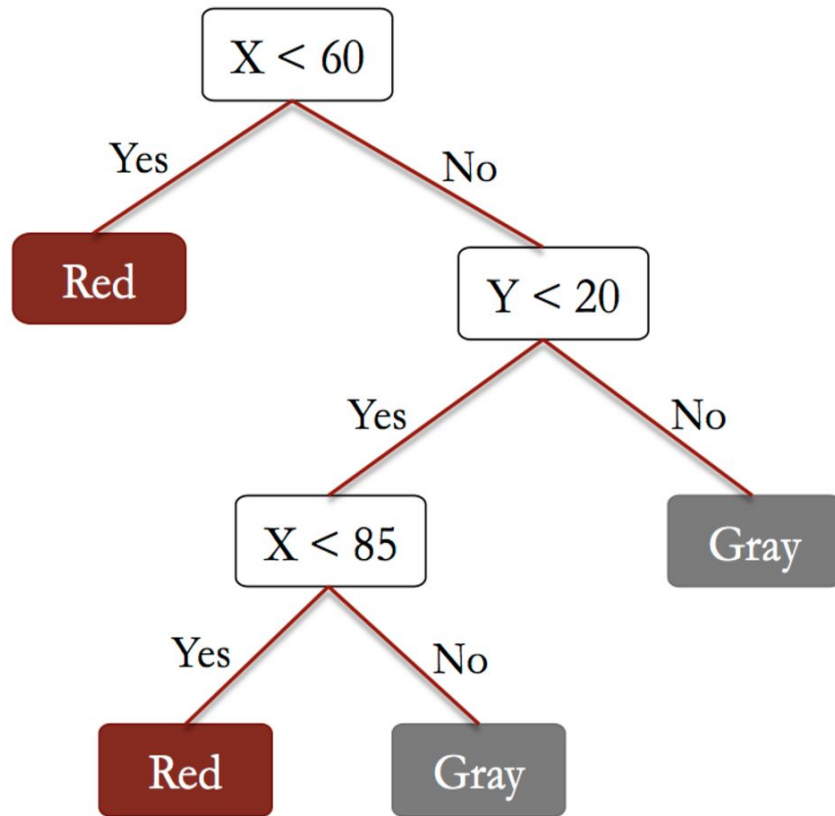 X < 60
Yes
No
Red
Y < 20
Yes
No
X < 85
Gray
Yes
No
Red
Gray